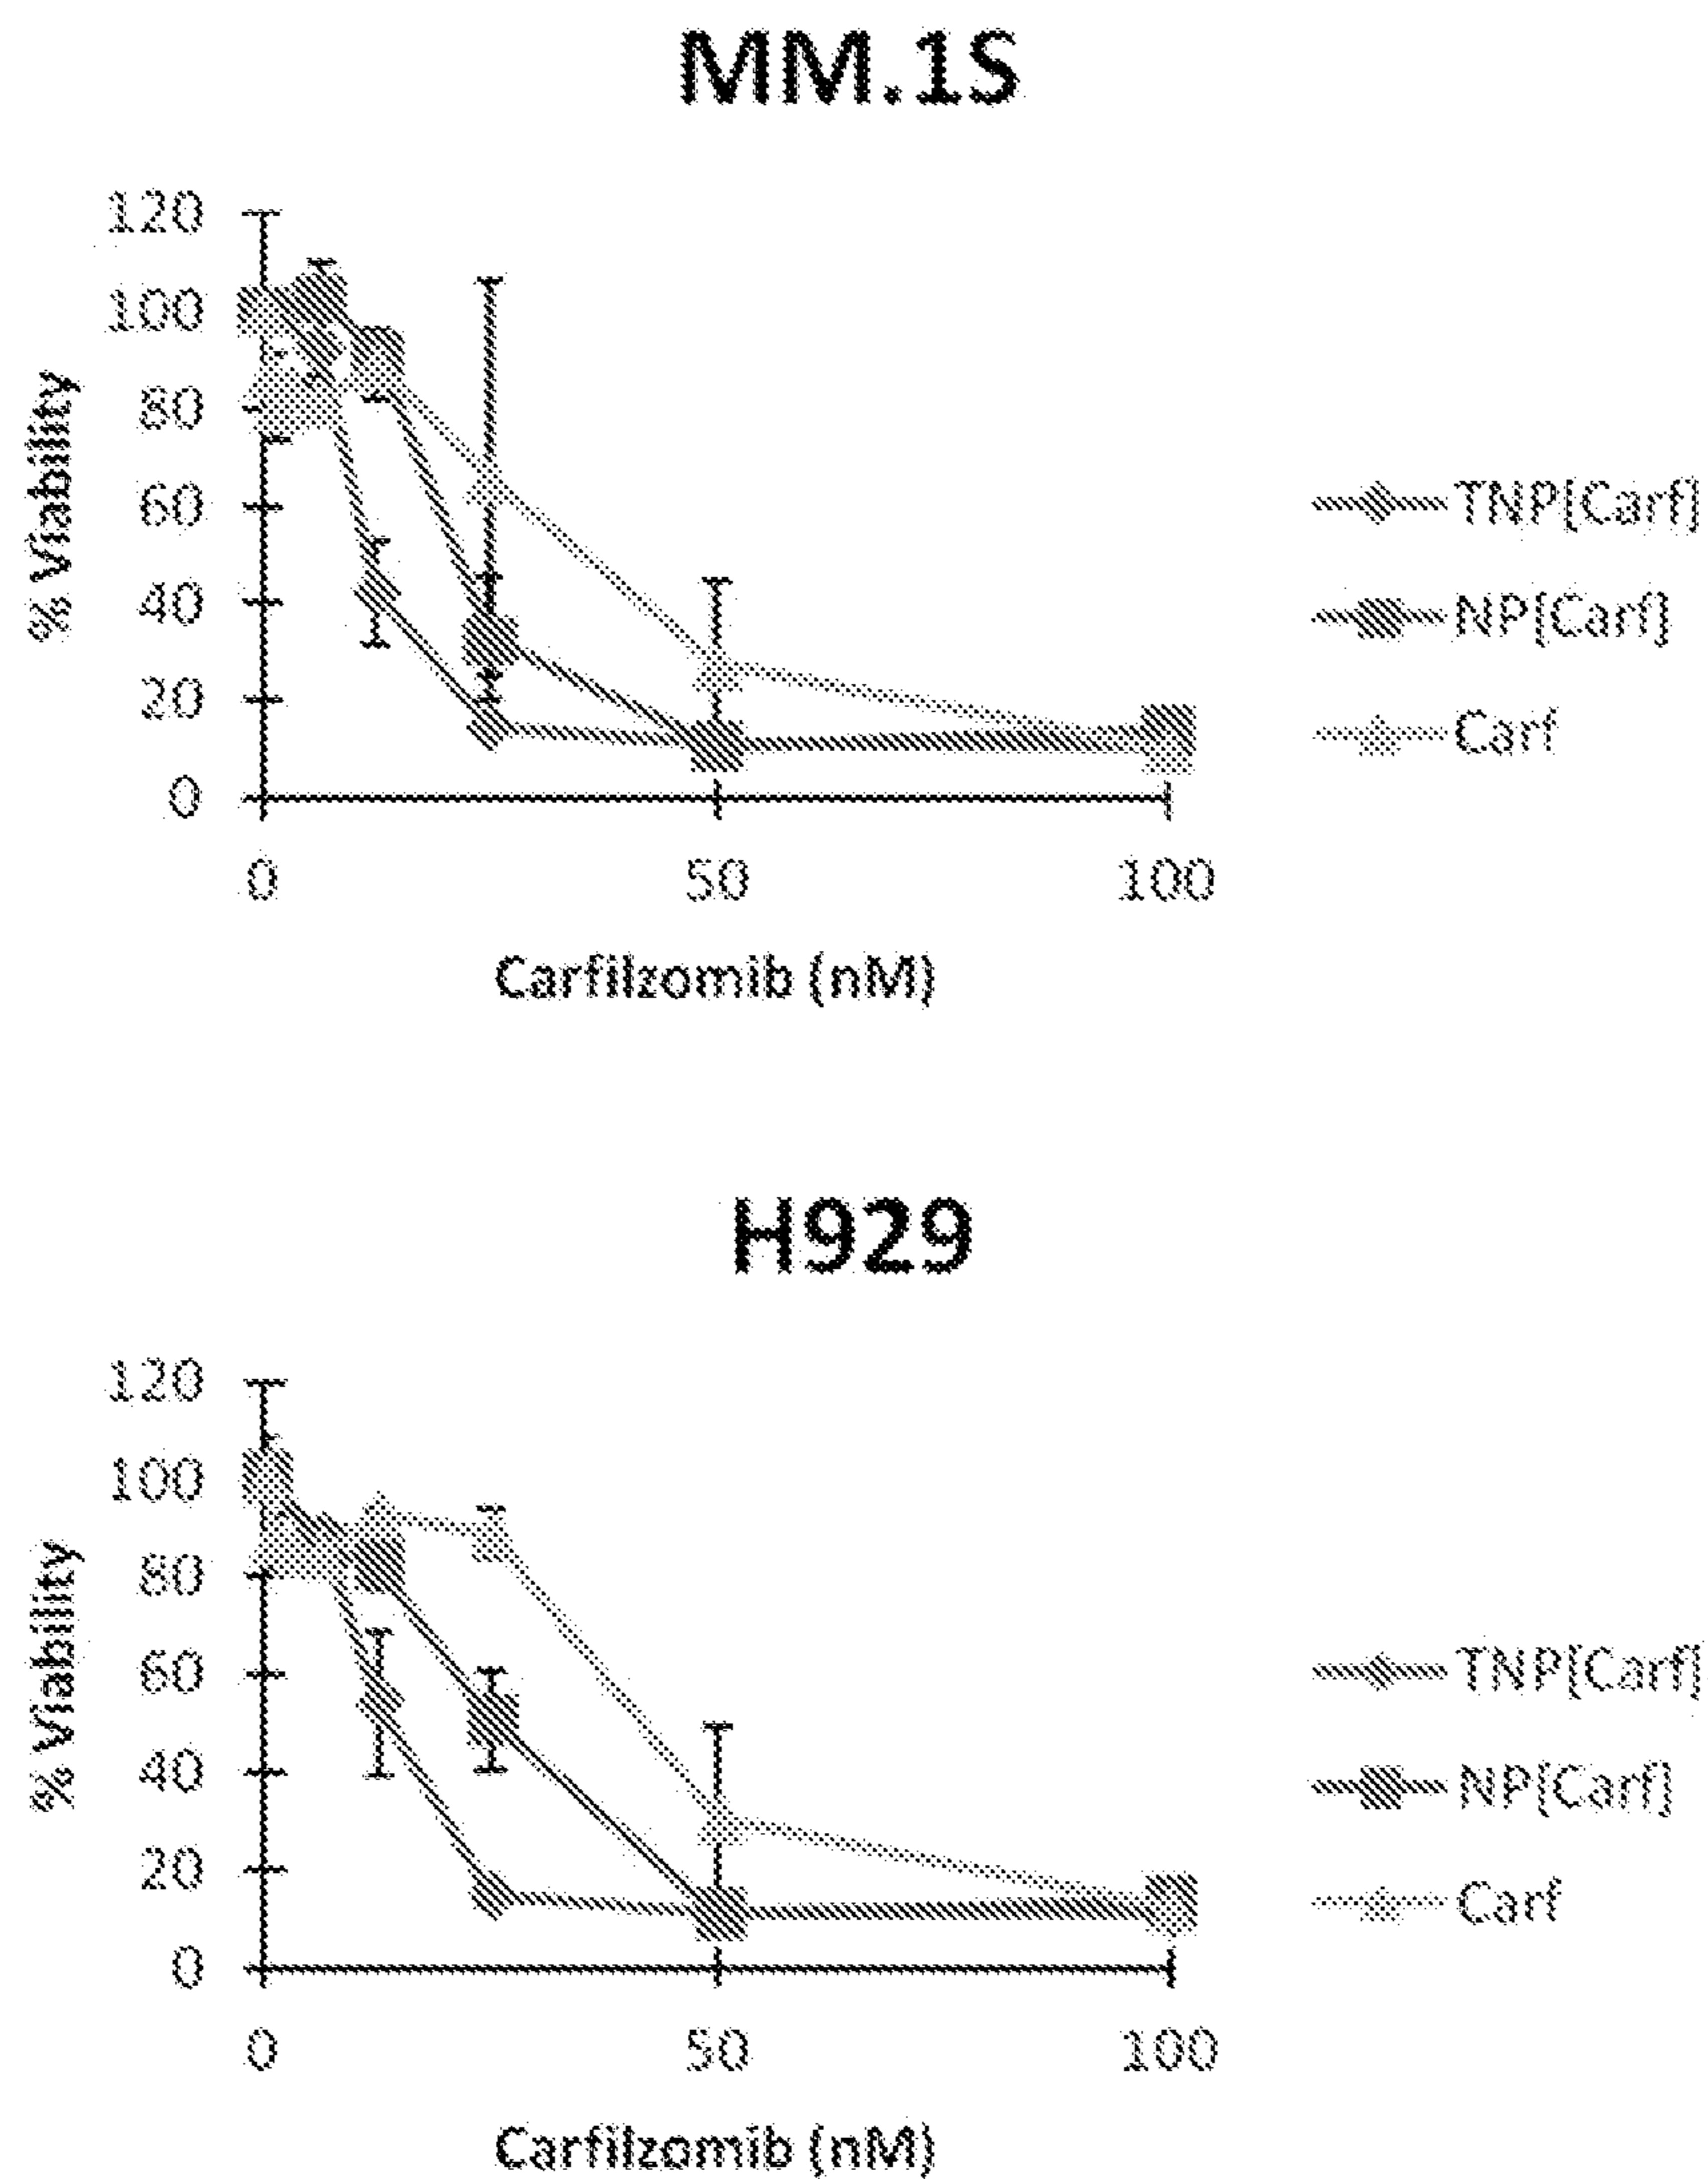 MM.1S
120
100
80
60
40
20
0
% Viability
0 50 100
Carfilzomib (nM)
TNP[Carf]
NP[Carf]
Carf
H929
120
100
80
60
40
20
0
% Viability
0 50 100
Carfilzomib (nM)
TNP[Carf]
NP[Carf]
Carf